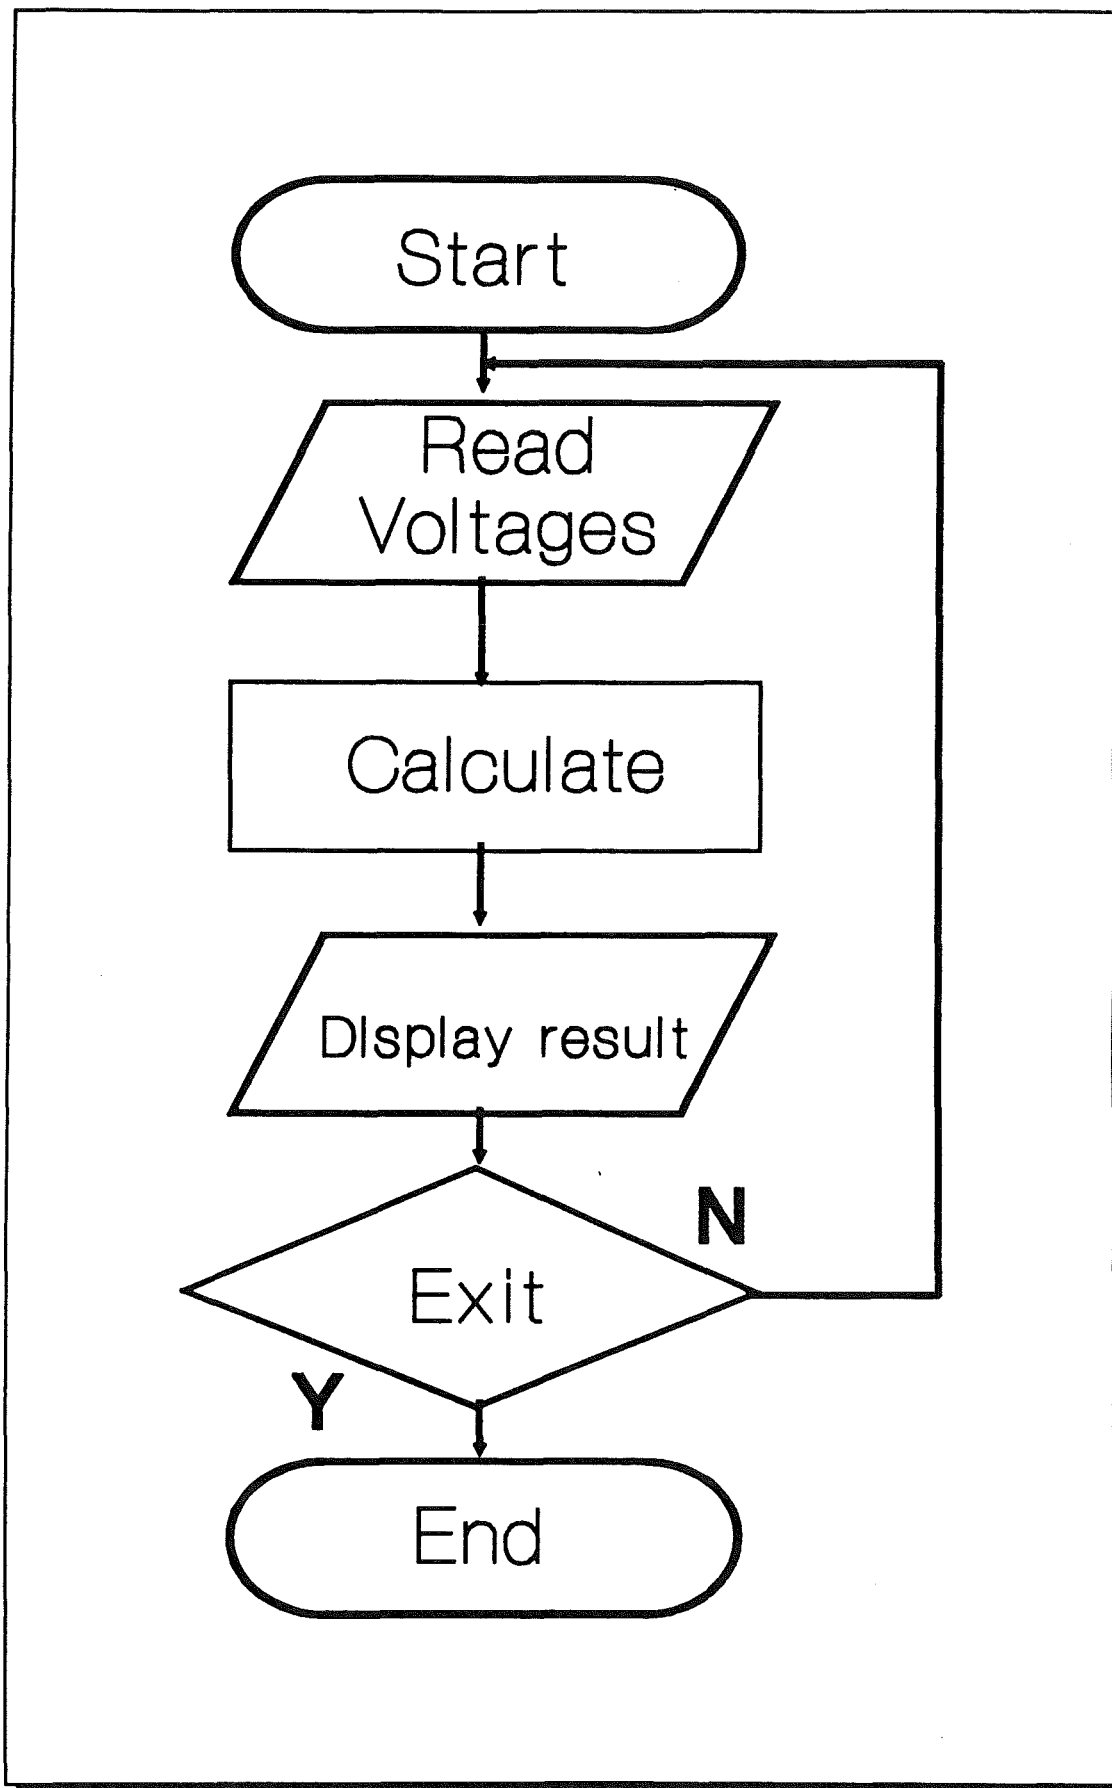 Start
Read
Voltages
Calculate
DIsplay result
N
Exit
Y
End